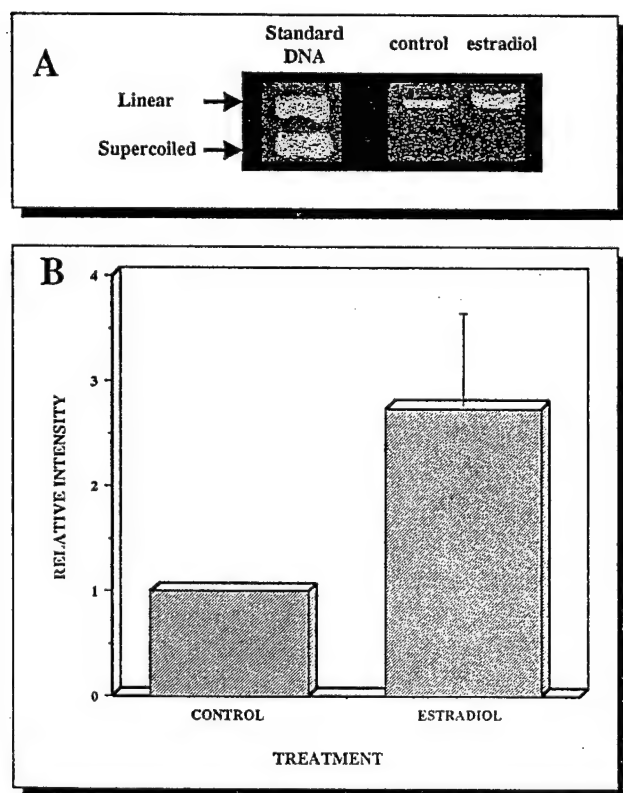 A
Standard
DNA
control estradiol
Linear
Supercoiled
B
4
3
2
1
0
RELATIVE INTENSITY
CONTROL ESTRADIOL
TREATMENT